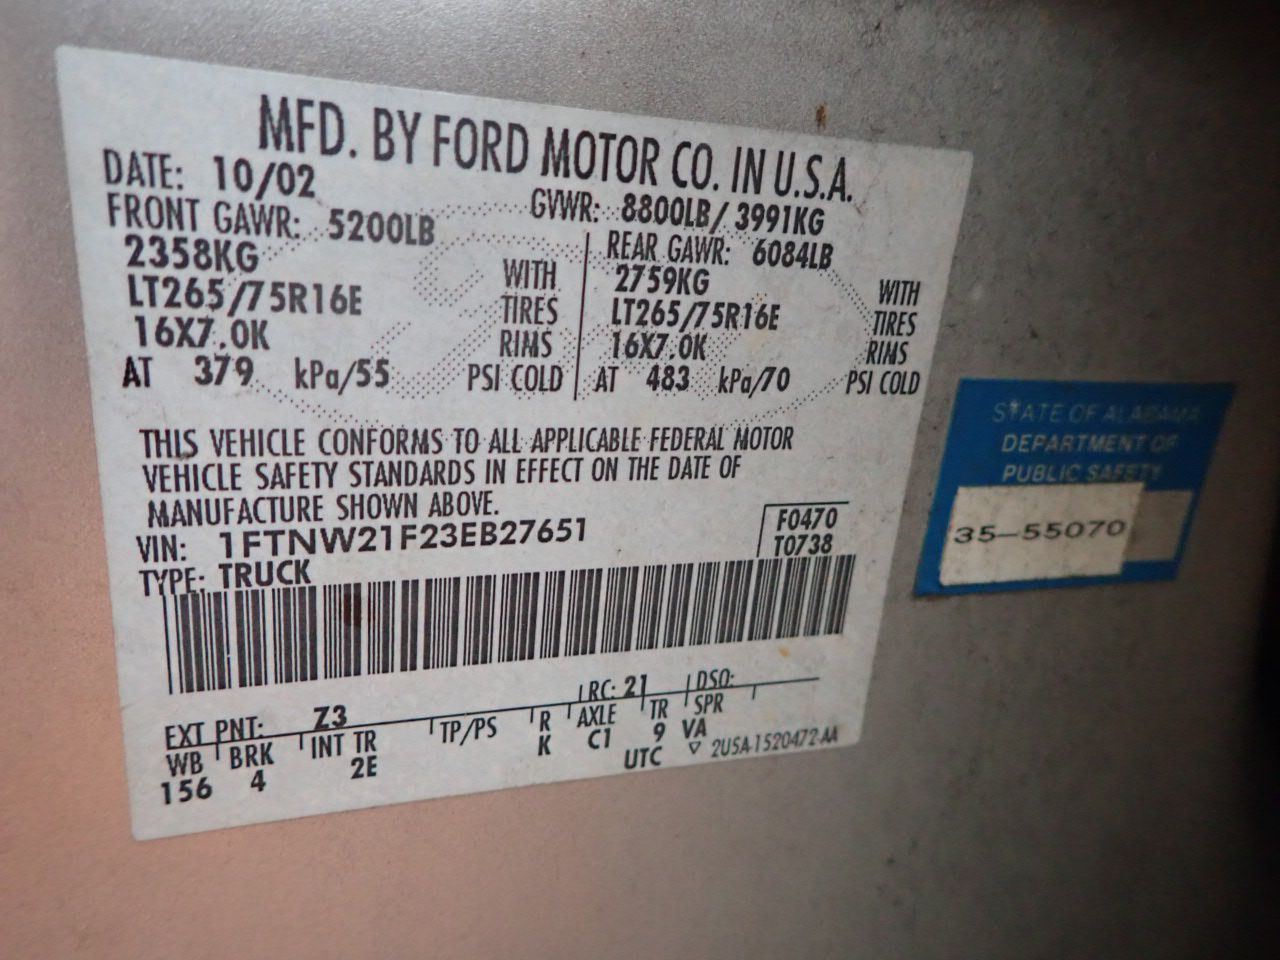 MFD. BY FORD MOTOR CO. IN U.S.A.
DATE: 10/02 GVWR: 8800LB/ 3991KG
FRONT GAWR: 5200LB REAR GAWR: 6084LB
2358KG WITH 2759KG WITH
LT265/75R16E TIRES LT265/75R16E TIRES
16X7.0K RIMS 16X7.0K RIMS
AT 379 kPa/55 PSI COLD AT 483 kPa/70 PSI COLD
THIS VEHICLE CONFORMS TO ALL APPLICABLE FEDERAL MOTOR
VEHICLE SAFETY STANDARDS IN EFFECT ON THE DATE OF
MANUFACTURE SHOWN ABOVE.
VIN: 1FTNW21F23EB27651 F0470
TYPE: TRUCK T0738
EXT PNT: Z3 RC: 21 DSO:
WB BRK INT TR TP/PS R AXLE TR SPR
156 4 2E K C1 9 VA
UTC ▽ 2USA-1520472-AA
STATE OF ALABAMA
DEPARTMENT OF
PUBLIC SAFETY
35-55070